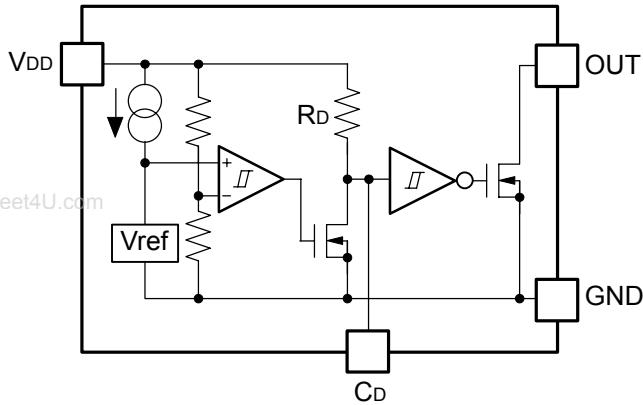 VDD
OUT
RD
+
−
eet4U.com
Vref
GND
CD